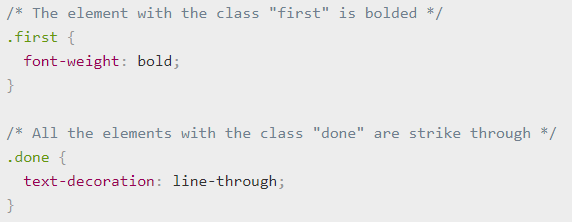 /* The element with the class "first" is bolded */
.first {
  font-weight: bold;
}

/* All the elements with the class "done" are strike through */
.done {
  text-decoration: line-through;
}